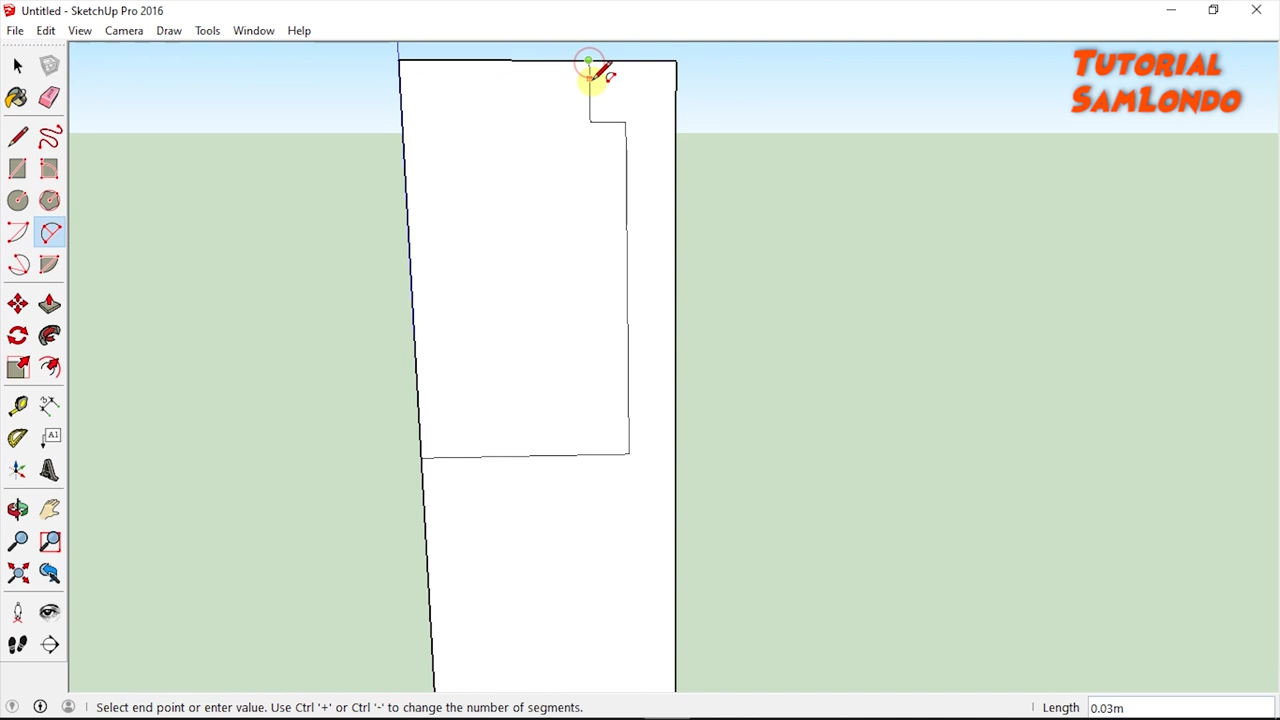 Untitled - SketchUp Pro 2016
File Edit View Camera Draw Tools Window Help
TUTORIAL
SAMLONDO
A1
Select end point or enter value. Use Ctrl '+' or Ctrl '-' to change the number of segments.
Length 0.03m